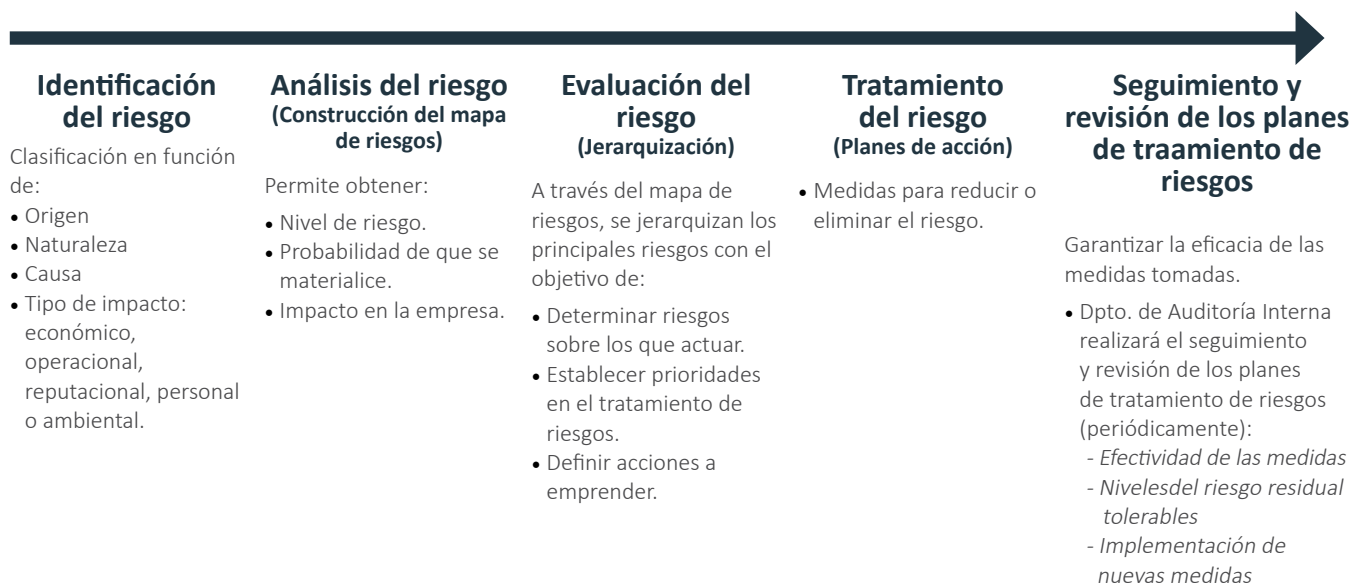 Identificación
del riesgo
Clasificación en función
de:
• Origen
• Naturaleza
• Causa
• Tipo de impacto:
económico,
operacional,
reputacional, personal
o ambiental.
Análisis del riesgo
(Construcción del mapa
de riesgos)
Permite obtener:
• Nivel de riesgo.
• Probabilidad de que se
materialice.
• Impacto en la empresa.
Evaluación del
riesgo
(Jerarquización)
A través del mapa de
riesgos, se jerarquizan los
principales riesgos con el
objetivo de:
• Determinar riesgos
sobre los que actuar.
• Establecer prioridades
en el tratamiento de
riesgos.
• Definir acciones a
emprender.
Tratamiento
del riesgo
(Planes de acción)
• Medidas para reducir o
eliminar el riesgo.
Seguimiento y
revisión de los planes
de traamiento de
riesgos
Garantizar la eficacia de las
medidas tomadas.
• Dpto. de Auditoría Interna
realizará el seguimiento
y revisión de los planes
de tratamiento de riesgos
(periódicamente):
- Efectividad de las medidas
- Nivelesdel riesgo residual
tolerables
- Implementación de
nuevas medidas